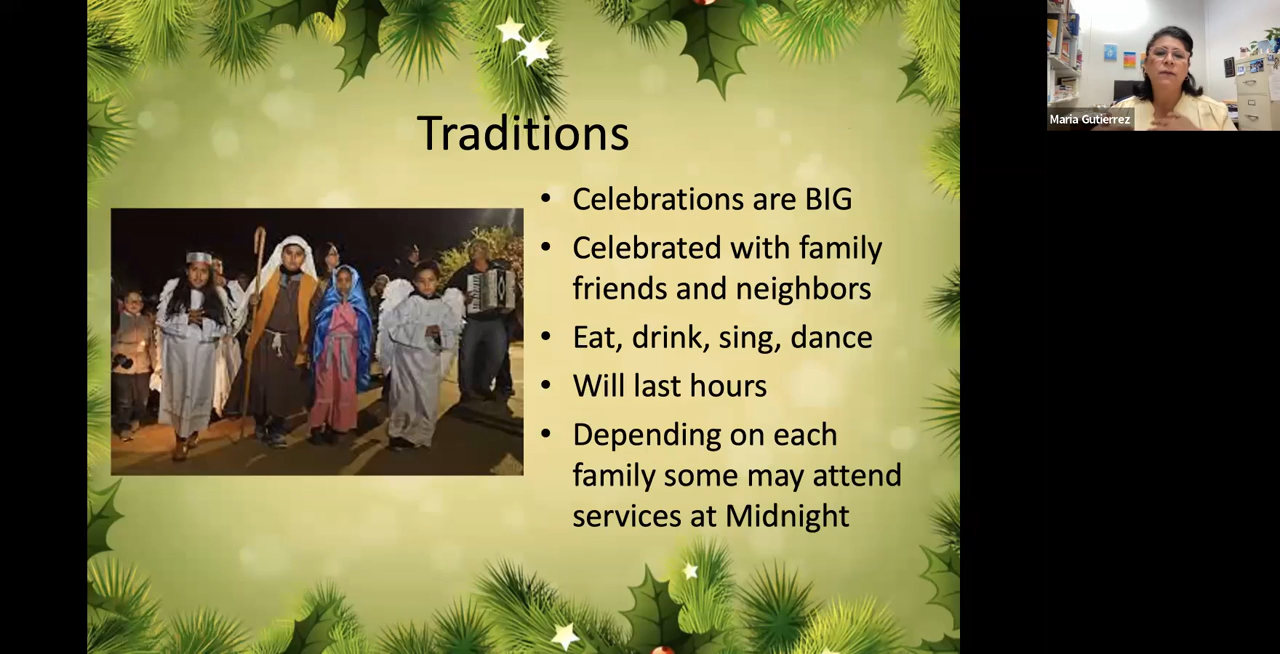 Traditions
• Celebrations are BIG
• Celebrated with family
friends and neighbors
• Eat, drink, sing, dance
• Will last hours
• Depending on each
family some may attend
services at Midnight
Maria Gutierrez